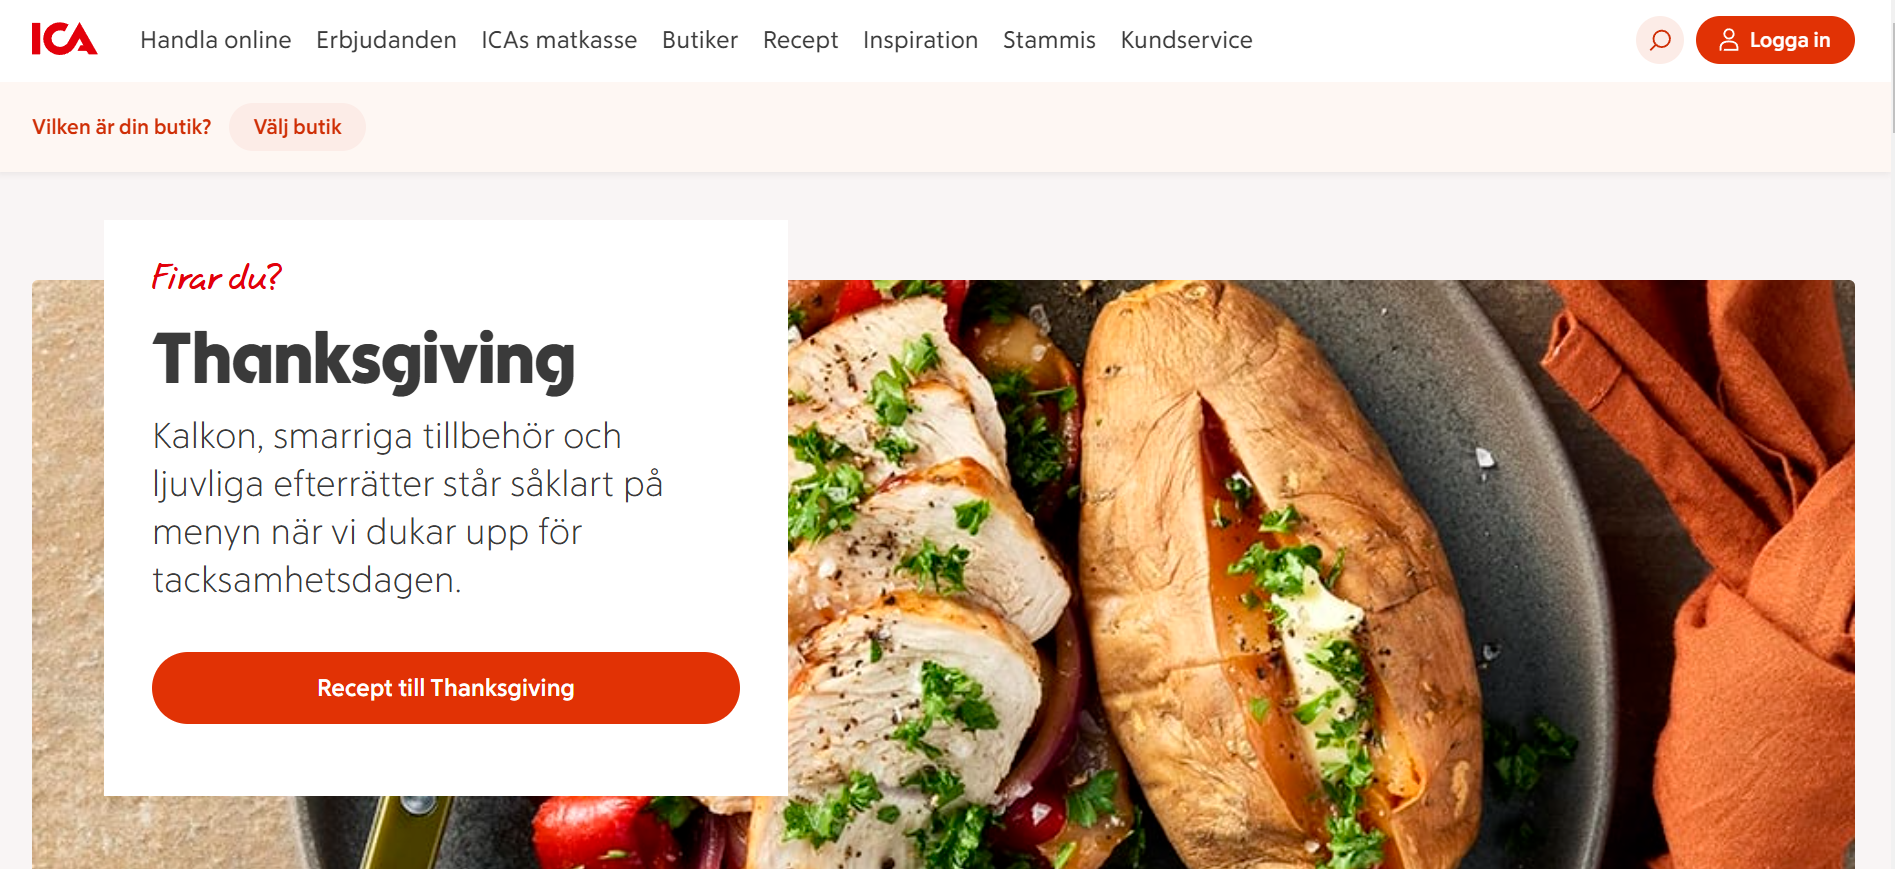 ICA
Handla online
Erbjudanden
ICAs matkasse
Butiker
Recept
Inspiration
Stammis
Kundservice
Logga in
Vilken är din butik?
Välj butik
Firar du?
Thanksgiving
Kalkon, smarriga tillbehör och
ljuvliga efterrätter står såklart på
menyn när vi dukar upp för
tacksamhetsdagen.
Recept till Thanksgiving